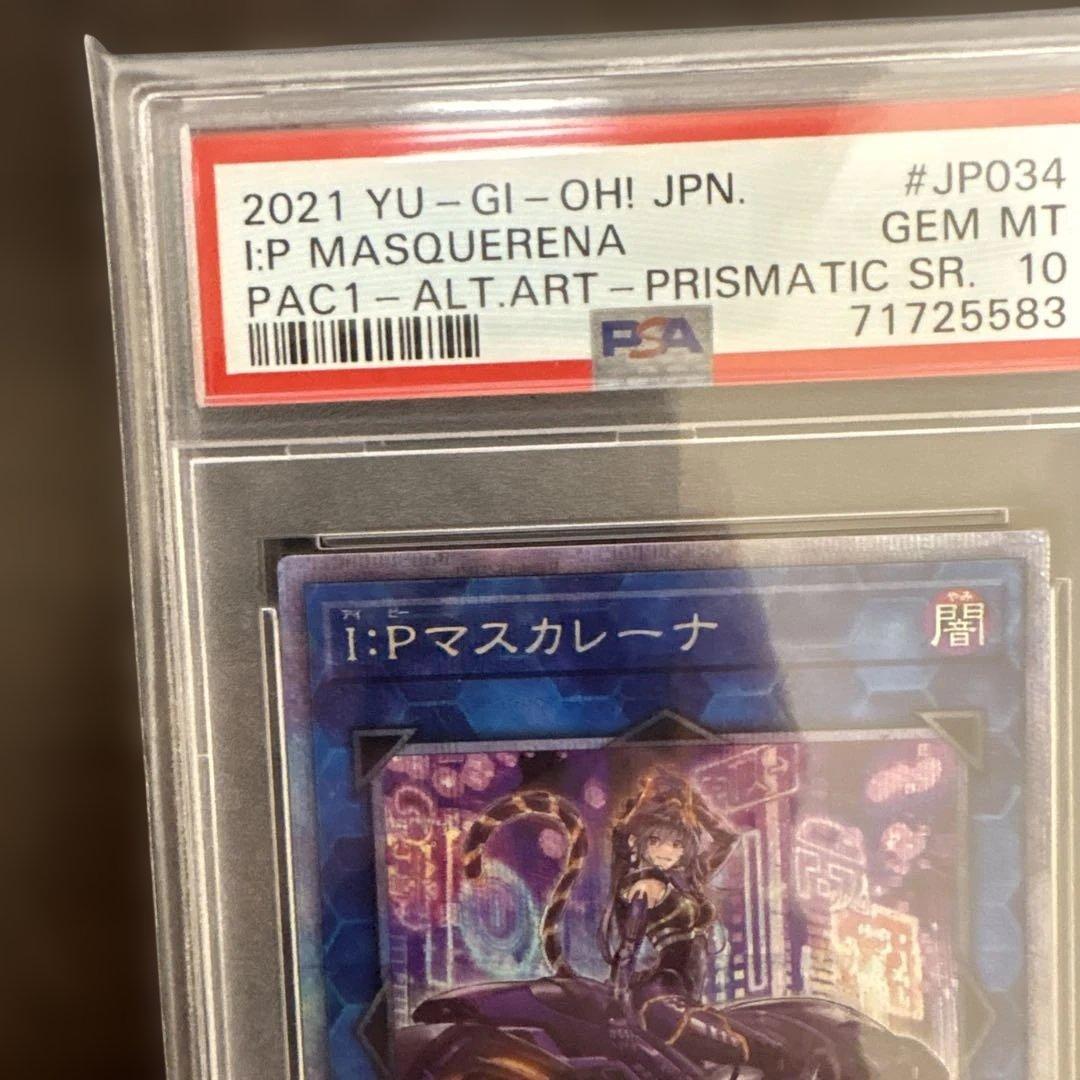 2021 YU-GI-OH! JPN. #JP034
I:P MASQUERENA GEM MT
PAC1-ALT.ART-PRISMATIC SR. 10
71725583
PSA
アイ ピー
I:Pマスカレーナ
やみ
闇